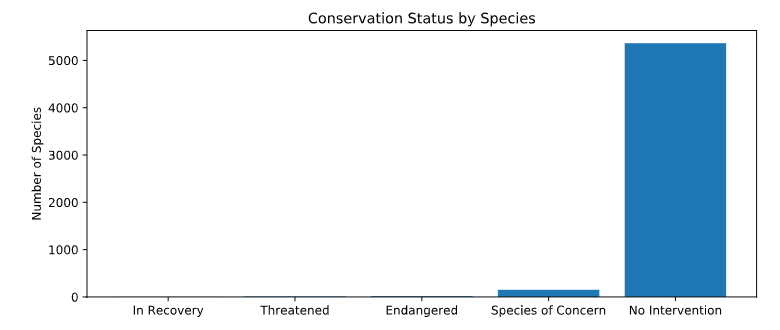 Conservation Status by Species
Number of Species
5000
4000
3000
2000
1000
0
In Recovery
Threatened
Endangered
Species of Concern
No Intervention